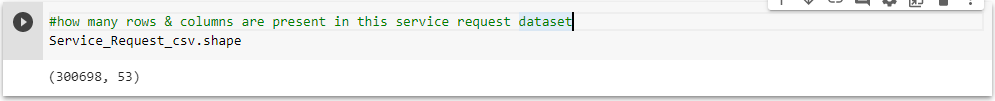 #how many rows & columns are present in this service request dataset
Service_Request_csv.shape
(300698, 53)